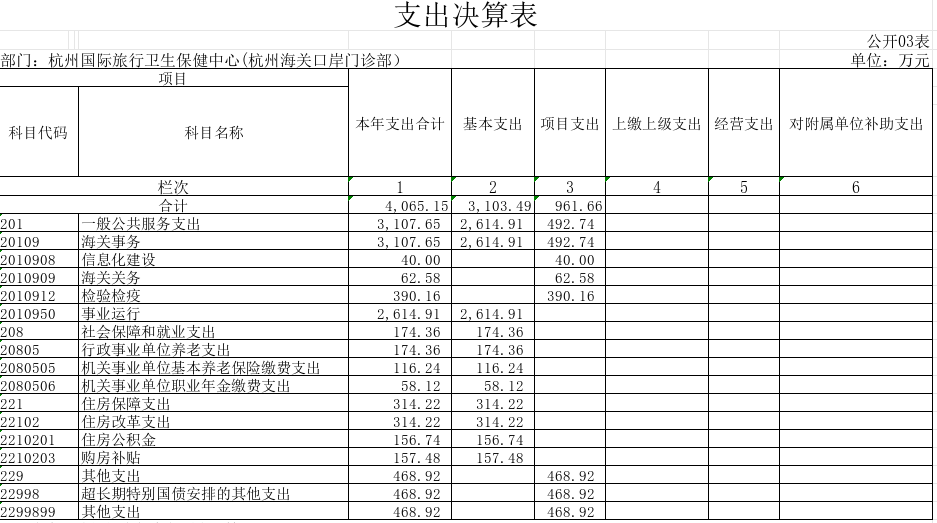 支出决算表
公开03表
部门：杭州国际旅行卫生保健中心(杭州海关口岸门诊部） 单位：万元
项目
科目代码 科目名称 本年支出合计 基本支出 项目支出 上缴上级支出 经营支出 对附属单位补助支出
栏次 1 2 3 4 5 6
合计 4,065.15 3,103.49 961.66
201 一般公共服务支出 3,107.65 2,614.91 492.74
20109 海关事务 3,107.65 2,614.91 492.74
2010908 信息化建设 40.00 40.00
2010909 海关关务 62.58 62.58
2010912 检验检疫 390.16 390.16
2010950 事业运行 2,614.91 2,614.91
208 社会保障和就业支出 174.36 174.36
20805 行政事业单位养老支出 174.36 174.36
2080505 机关事业单位基本养老保险缴费支出 116.24 116.24
2080506 机关事业单位职业年金缴费支出 58.12 58.12
221 住房保障支出 314.22 314.22
22102 住房改革支出 314.22 314.22
2210201 住房公积金 156.74 156.74
2210203 购房补贴 157.48 157.48
229 其他支出 468.92 468.92
22998 超长期特别国债安排的其他支出 468.92 468.92
2299899 其他支出 468.92 468.92